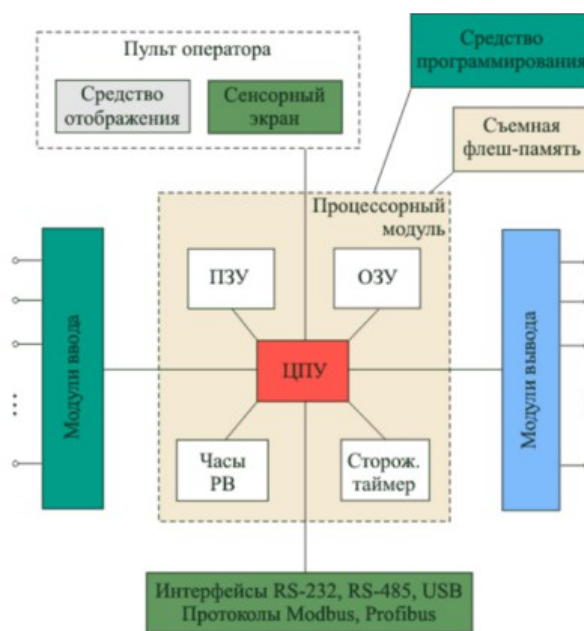 Пульт оператора
Средство
отображения
Сенсорный
экран
Средство
программирования
Съемная
флеш-память
Процессорный
модуль
ПЗУ
ОЗУ
ЦПУ
Часы
РВ
Сторож.
таймер
Модули ввода
Модули вывода
Интерфейсы RS-232, RS-485, USB
Протоколы Modbus, Profibus